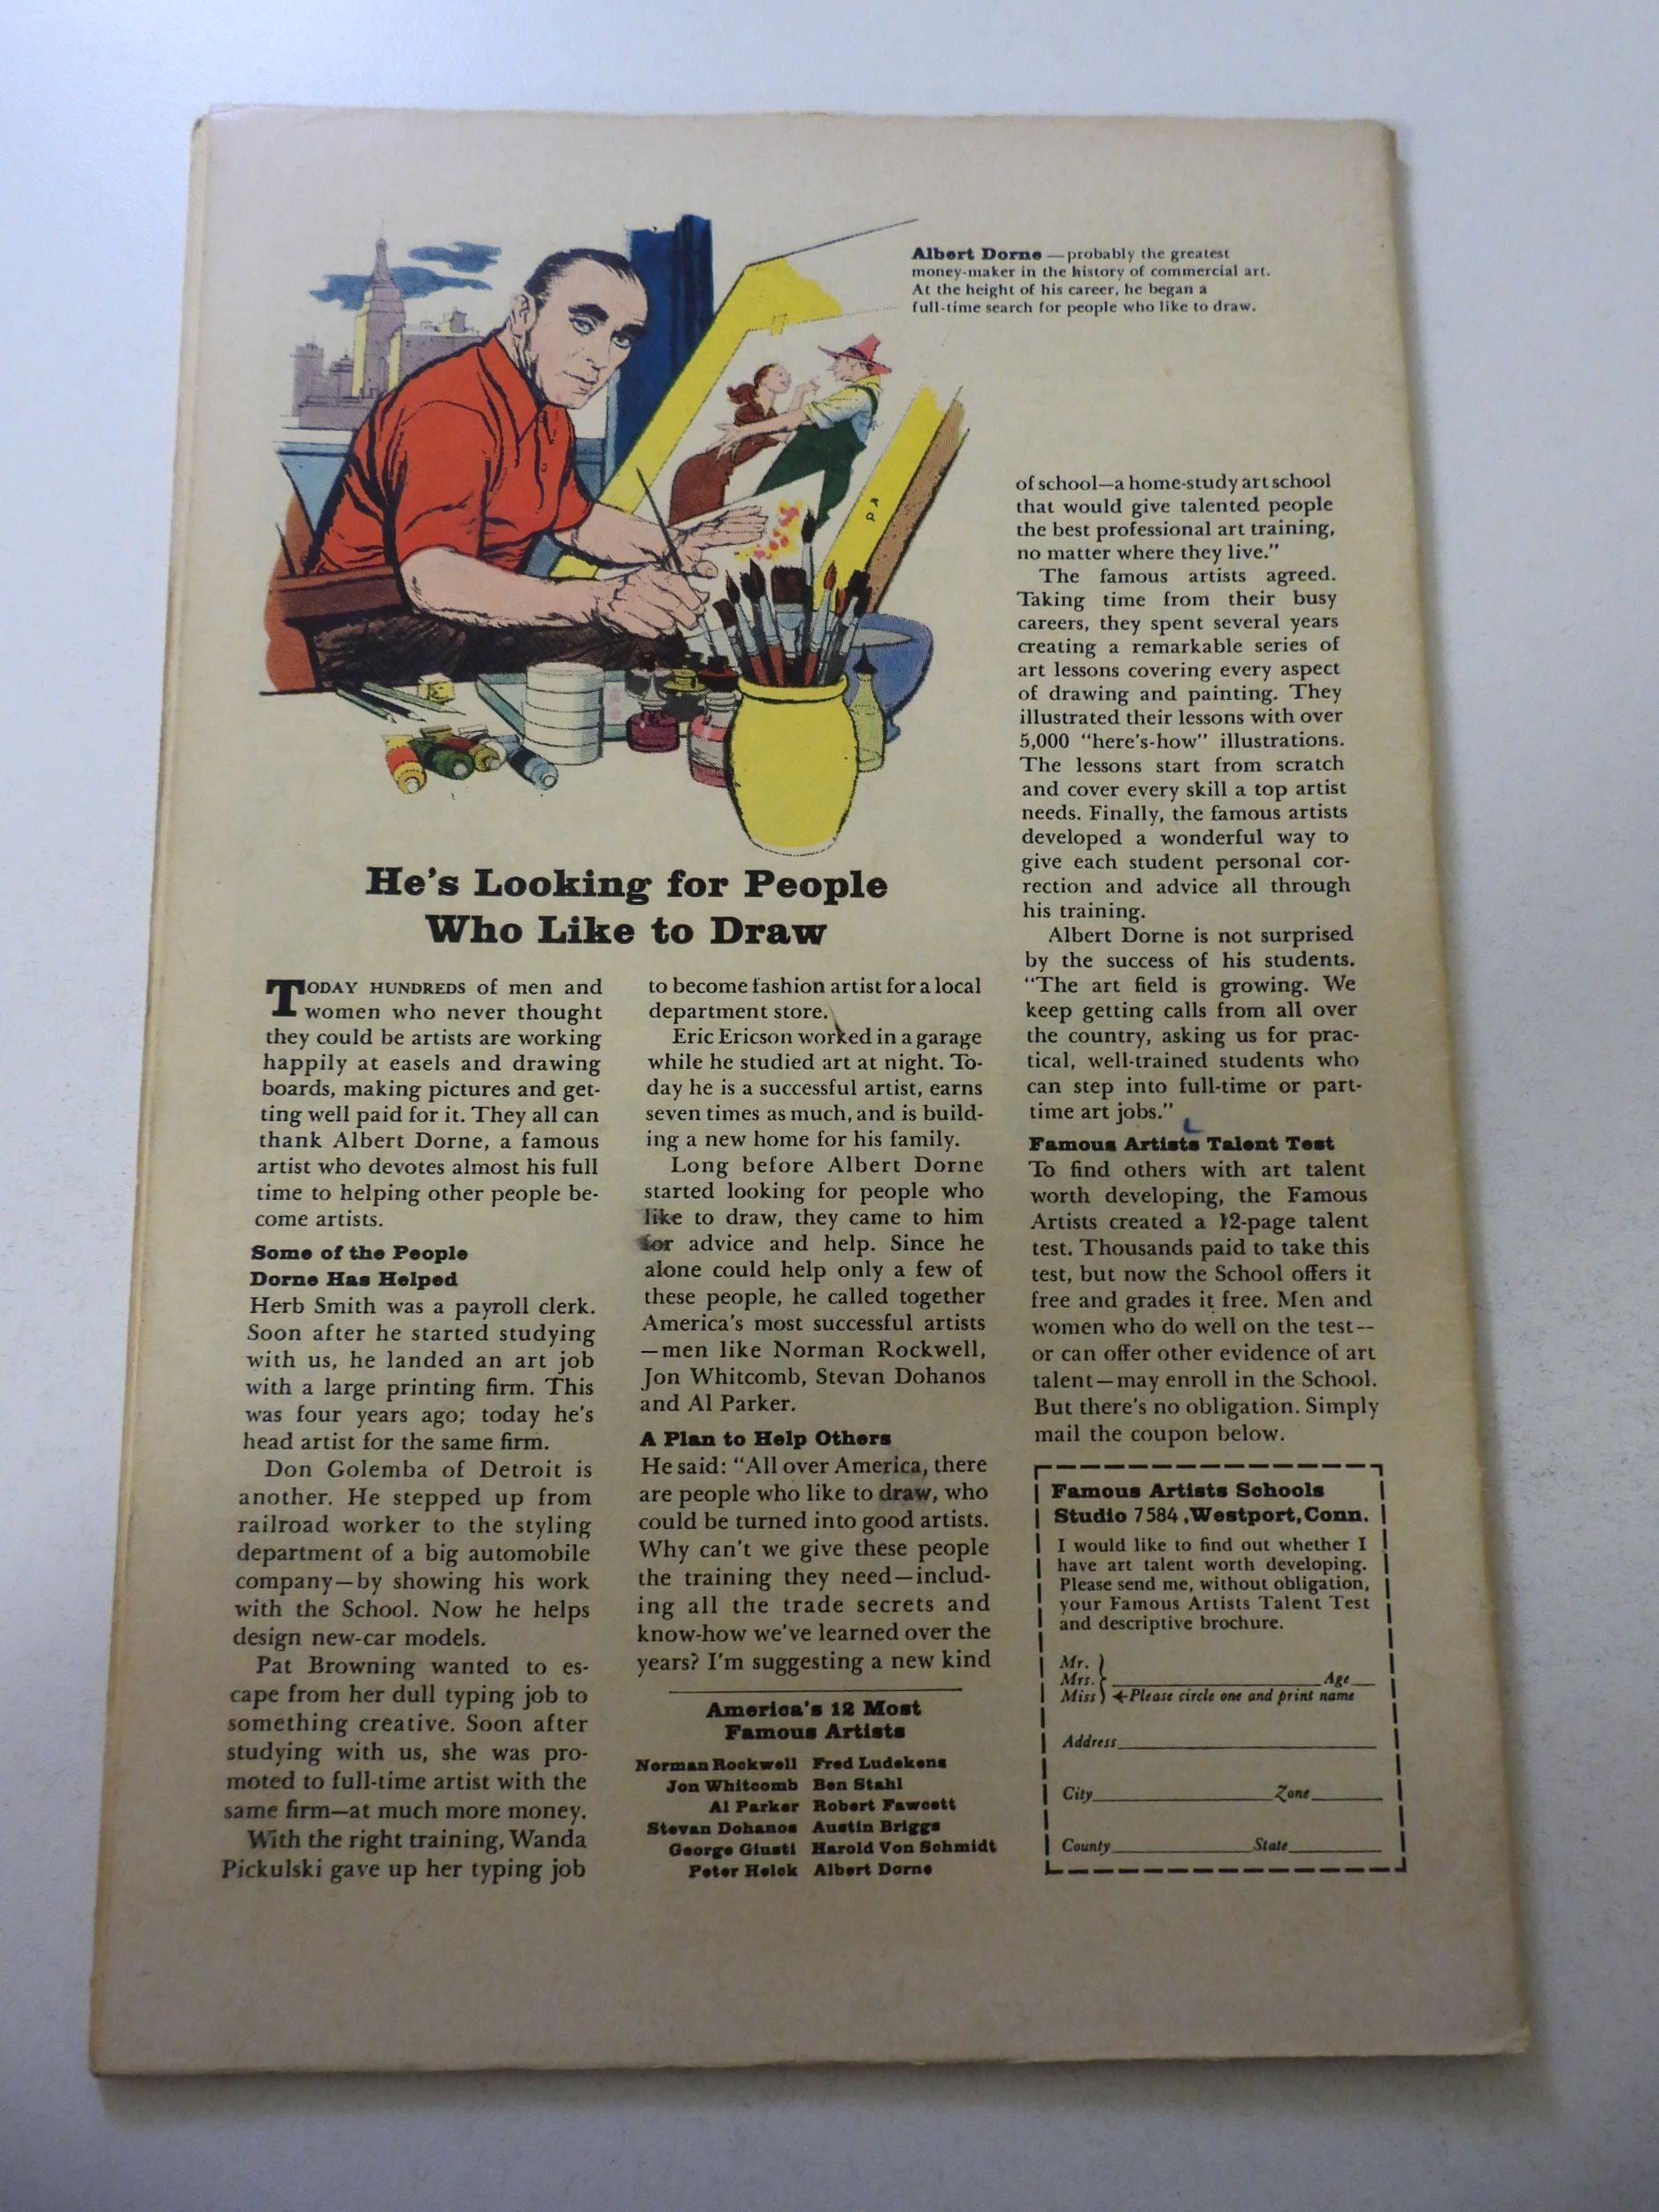 Albert Dorne — probably the greatest
money-maker in the history of commercial art.
At the height of his career, he began a
full-time search for people who like to draw.
He's Looking for People
Who Like to Draw
TODAY HUNDREDS of men and
women who never thought
they could be artists are working
happily at easels and drawing
boards, making pictures and get-
ting well paid for it. They all can
thank Albert Dorne, a famous
artist who devotes almost his full
time to helping other people be-
come artists.
Some of the People
Dorne Has Helped
Herb Smith was a payroll clerk.
Soon after he started studying
with us, he landed an art job
with a large printing firm. This
was four years ago; today he's
head artist for the same firm.
Don Golemba of Detroit is
another. He stepped up from
railroad worker to the styling
department of a big automobile
company—by showing his work
with the School. Now he helps
design new-car models.
Pat Browning wanted to es-
cape from her dull typing job to
something creative. Soon after
studying with us, she was pro-
moted to full-time artist with the
same firm—at much more money.
With the right training, Wanda
Pickulski gave up her typing job
to become fashion artist for a local
department store.
Eric Ericson worked in a garage
while he studied art at night. To-
day he is a successful artist, earns
seven times as much, and is build-
ing a new home for his family.
Long before Albert Dorne
started looking for people who
like to draw, they came to him
for advice and help. Since he
alone could help only a few of
these people, he called together
America's most successful artists
—men like Norman Rockwell,
Jon Whitcomb, Stevan Dohanos
and Al Parker.
A Plan to Help Others
He said: "All over America, there
are people who like to draw, who
could be turned into good artists.
Why can't we give these people
the training they need—includ-
ing all the trade secrets and
know-how we've learned over the
years? I'm suggesting a new kind
of school—a home-study art school
that would give talented people
the best professional art training,
no matter where they live."
The famous artists agreed.
Taking time from their busy
careers, they spent several years
creating a remarkable series of
art lessons covering every aspect
of drawing and painting. They
illustrated their lessons with over
5,000 "here's-how" illustrations.
The lessons start from scratch
and cover every skill a top artist
needs. Finally, the famous artists
developed a wonderful way to
give each student personal cor-
rection and advice all through
his training.
Albert Dorne is not surprised
by the success of his students.
"The art field is growing. We
keep getting calls from all over
the country, asking us for prac-
tical, well-trained students who
can step into full-time or part-
time art jobs."
Famous Artists Talent Test
To find others with art talent
worth developing, the Famous
Artists created a 12-page talent
test. Thousands paid to take this
test, but now the School offers it
free and grades it free. Men and
women who do well on the test--
or can offer other evidence of art
talent—may enroll in the School.
But there's no obligation. Simply
mail the coupon below.
America's 12 Most
Famous Artists
Norman Rockwell Fred Ludekens
Jon Whitcomb Ben Stahl
Al Parker Robert Fawcett
Stevan Dohanos Austin Briggs
George Giusti Harold Von Schmidt
Peter Helck Albert Dorne
Famous Artists Schools
Studio 7584, Westport, Conn.
I would like to find out whether I
have art talent worth developing.
Please send me, without obligation,
your Famous Artists Talent Test
and descriptive brochure.
Mr.
Mrs. Age
Miss ←Please circle one and print name
Address
City Zone
County State